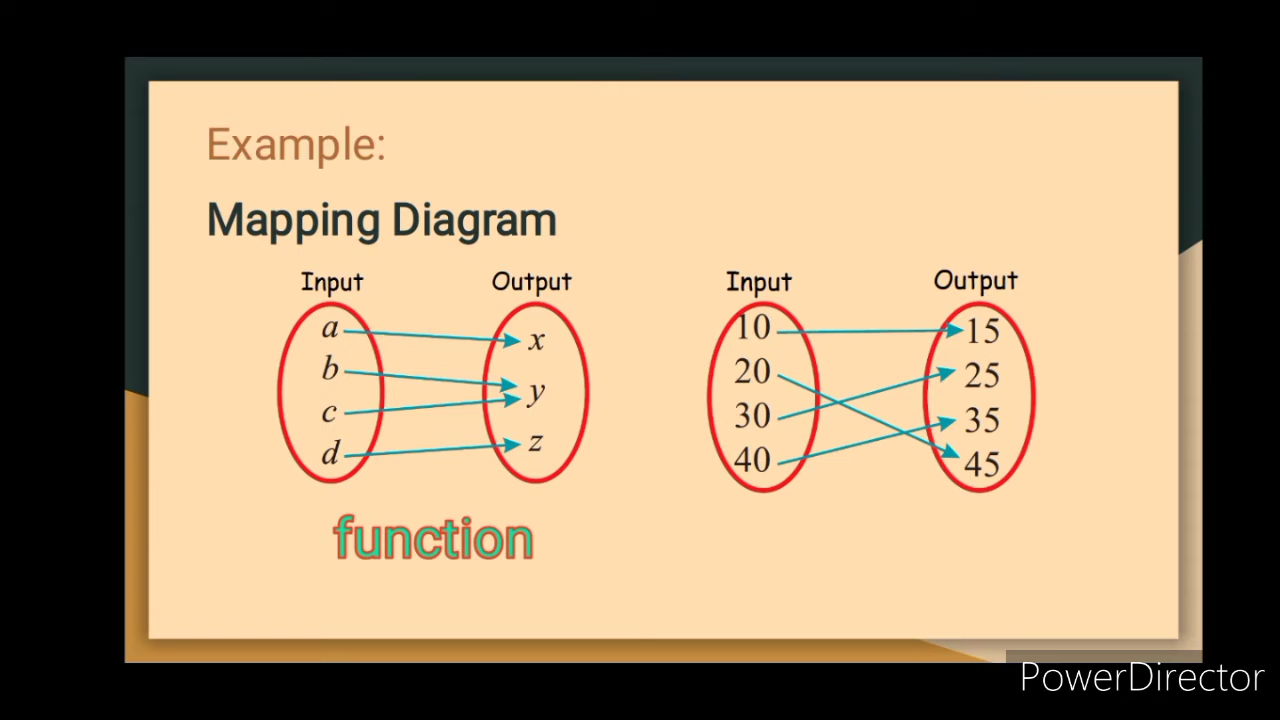 Example:
Mapping Diagram
Input Output Input Output
a x 10 15
b y 20 25
c z 30 35
d 40 45
function
PowerDirector